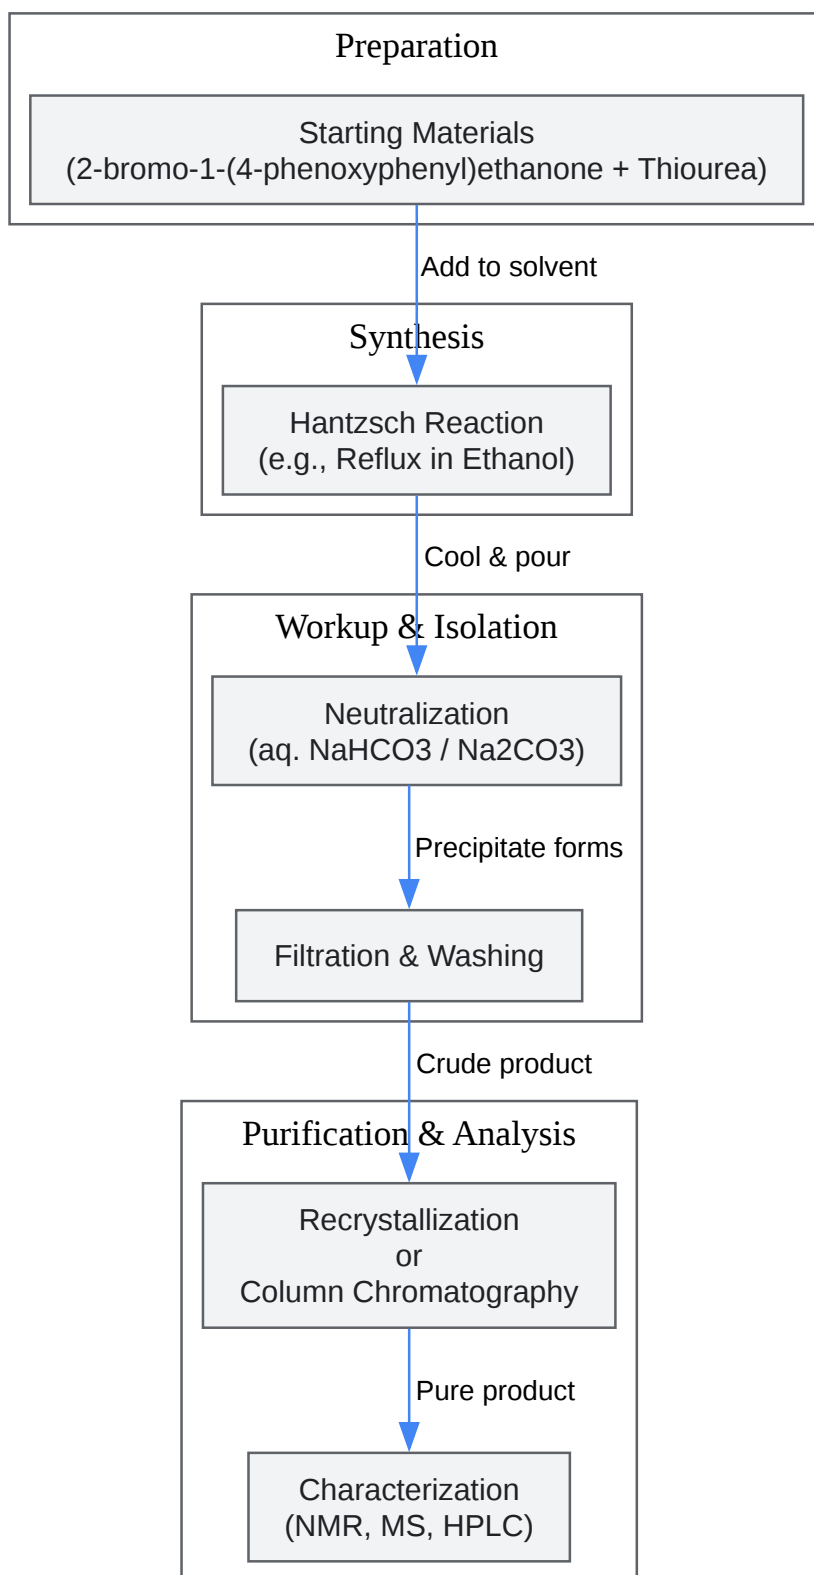 Preparation
Starting Materials
(2-bromo-1-(4-phenoxyphenyl)ethanone + Thiourea)
Add to solvent
Synthesis
Hantzsch Reaction
(e.g., Reflux in Ethanol)
Cool & pour
Workup & Isolation
Neutralization
(aq. NaHCO3 / Na2CO3)
Precipitate forms
Filtration & Washing
Crude product
Purification & Analysis
Recrystallization
or
Column Chromatography
Pure product
Characterization
(NMR, MS, HPLC)